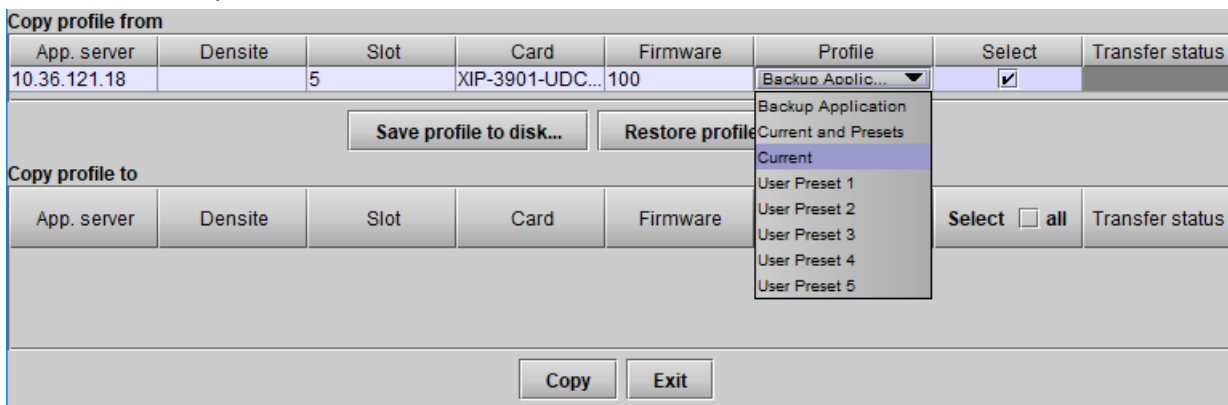 Copy profile from
App. server Densite Slot Card Firmware Profile Select Transfer status
10.36.121.18 5 XIP-3901-UDC... 100 Backup Applic...
Backup Application
Save profile to disk... Restore profile Current and Presets
Current
Copy profile to
User Preset 1
App. server Densite Slot Card Firmware User Preset 2 Select all Transfer status
User Preset 3
User Preset 4
User Preset 5
Copy Exit